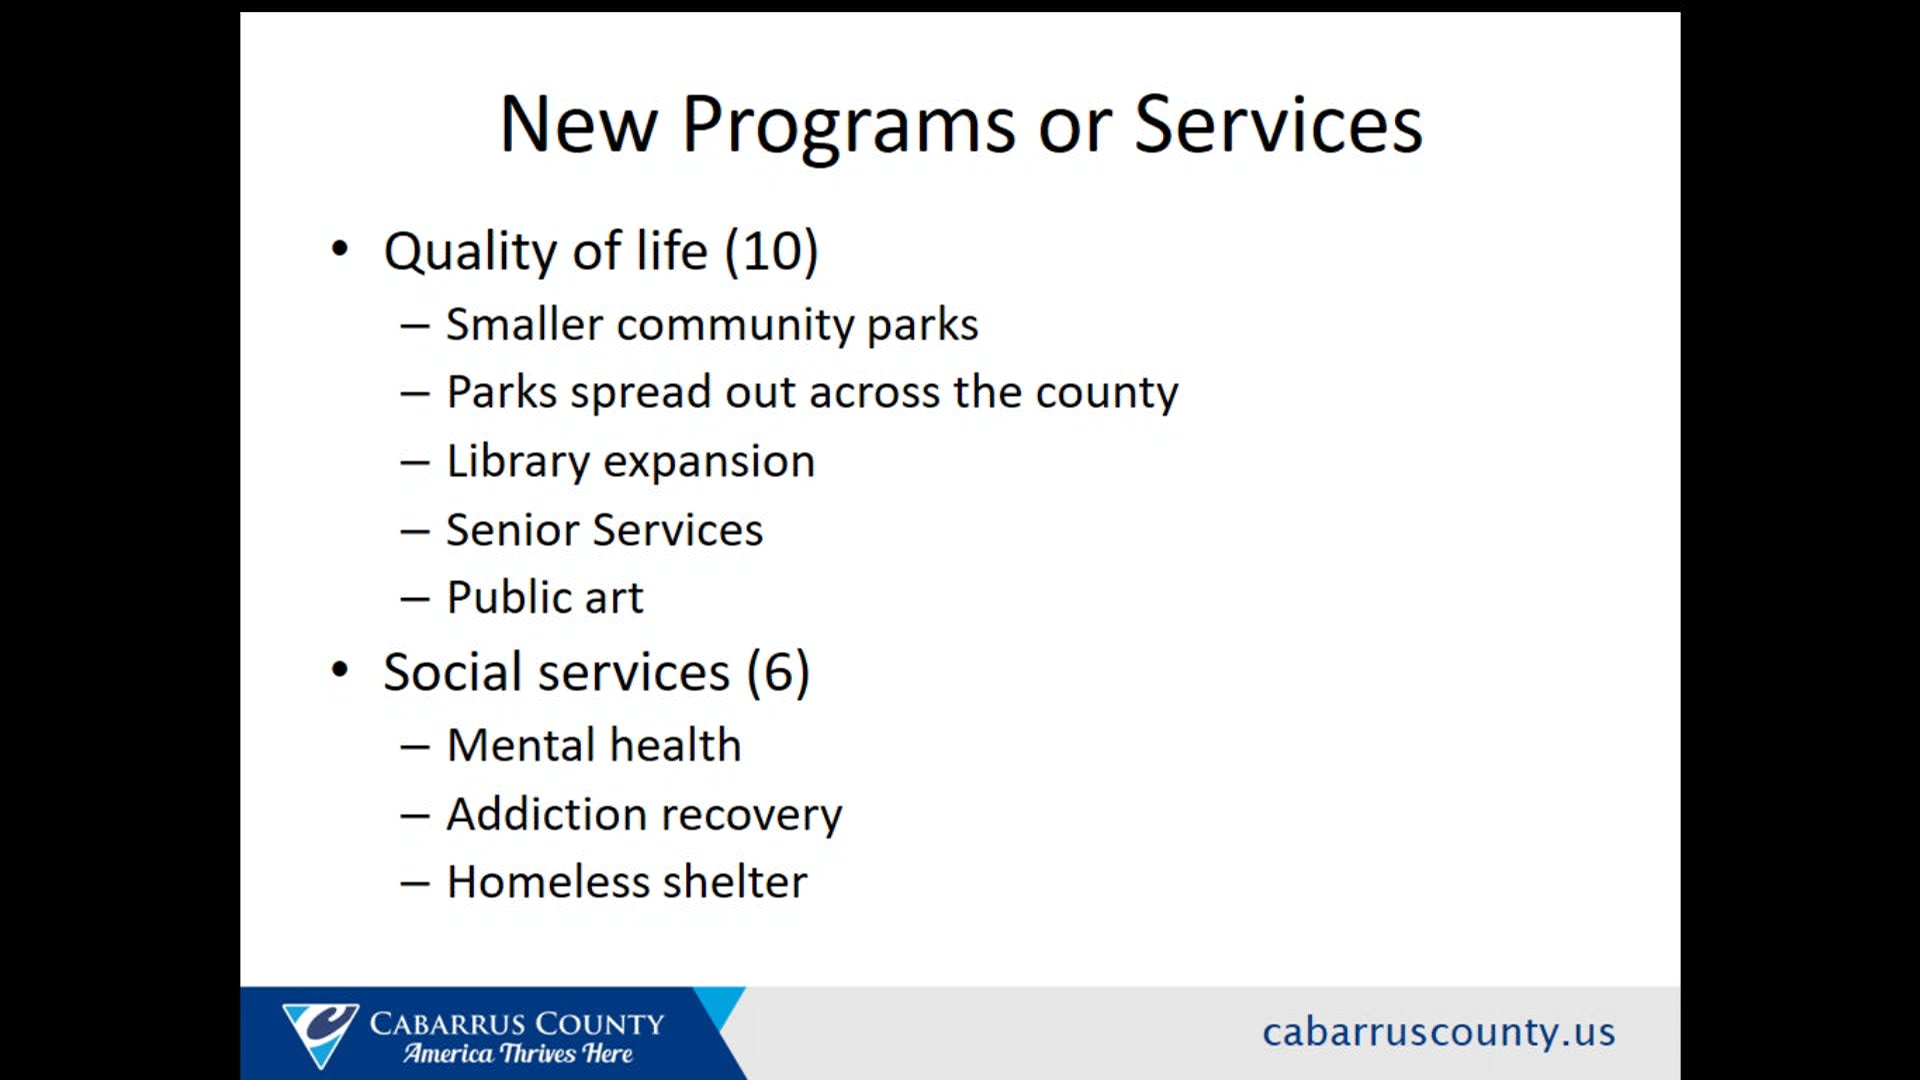 New Programs or Services
• Quality of life (10)
– Smaller community parks
– Parks spread out across the county
– Library expansion
– Senior Services
– Public art
• Social services (6)
– Mental health
– Addiction recovery
– Homeless shelter
CABARRUS COUNTY
America Thrives Here
cabarruscounty.us